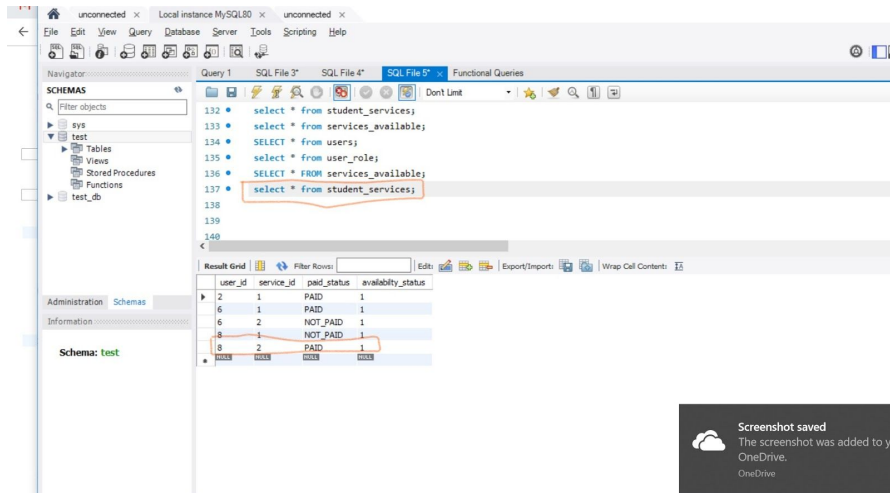 unconnected × Local instance MySQL80 × unconnected ×
File Edit View Query Database Server Tools Scripting Help
Navigator
Query 1 SQL File 3* SQL File 4* SQL File 5* × Functional Queries
SCHEMAS
Don't Limit
Filter objects
sys
test
Tables
Views
Stored Procedures
Functions
test_db
132 select * from student_services;
133 select * from services_available;
134 SELECT * from users;
135 select * from user_role;
136 SELECT * FROM services_available;
137 select * from student_services;
138
139
140
Result Grid Filter Rows: Edit: Export/Import: Wrap Cell Content: IA
user_id service_id paid_status availabilty_status
2 1 PAID 1
6 1 PAID 1
6 2 NOT_PAID 1
8 1 NOT_PAID 1
8 2 PAID 1
NULL NULL NULL NULL
Administration Schemas
Information
Schema: test
Screenshot saved
The screenshot was added to y
OneDrive.
OneDrive